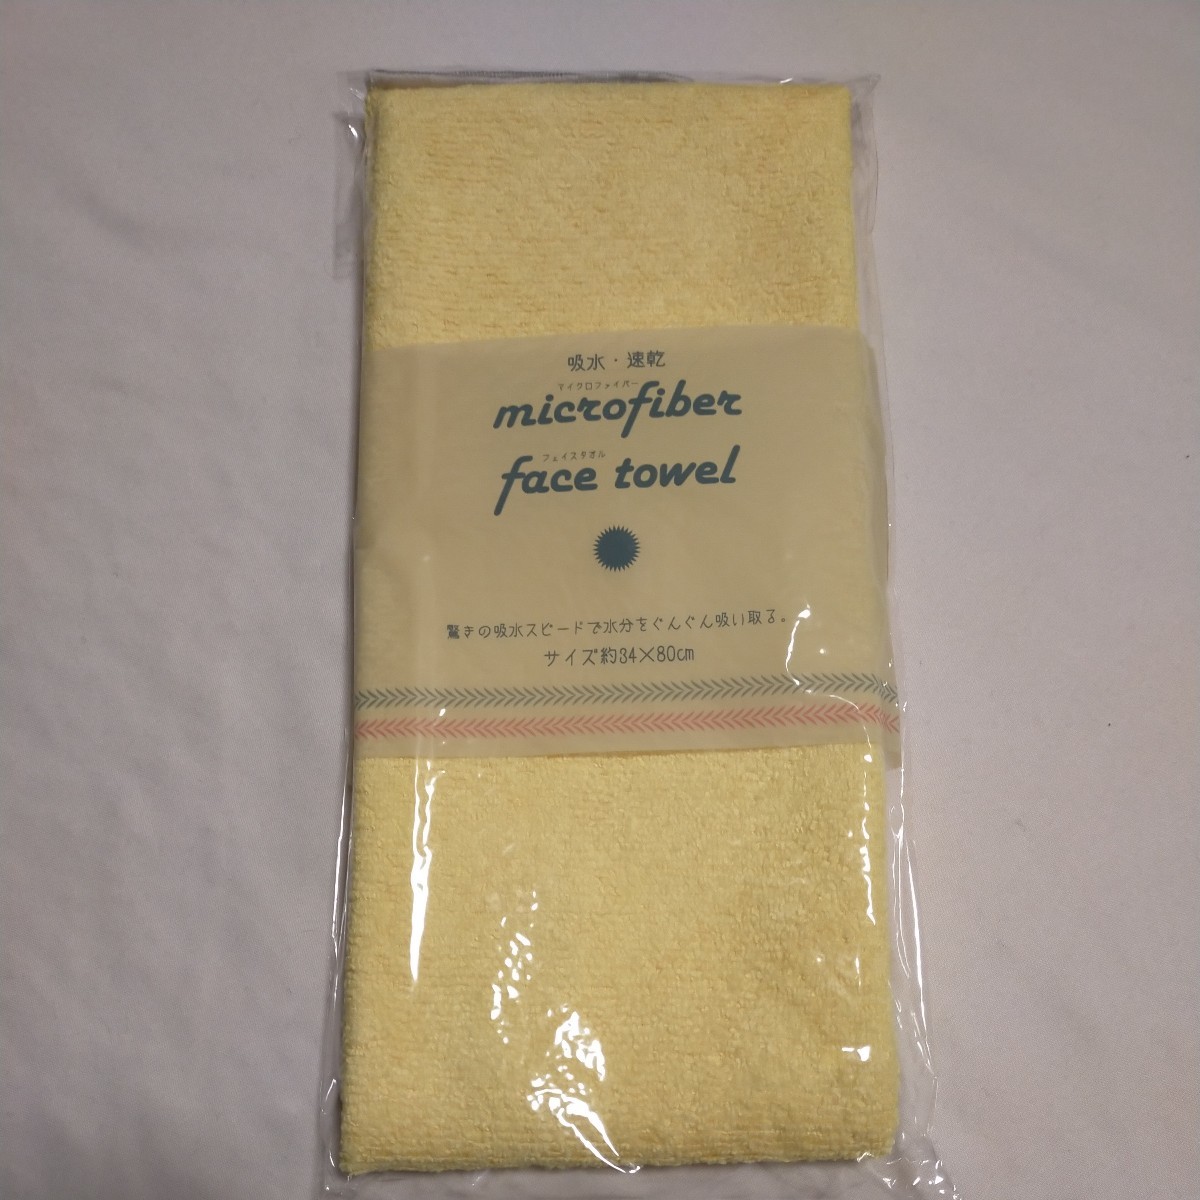 吸水・速乾
マイクロファイバー
microfiber
フェイスタオル
face towel
驚きの吸水スピードで水分をぐんぐん吸い取る。
サイズ約34×80cm